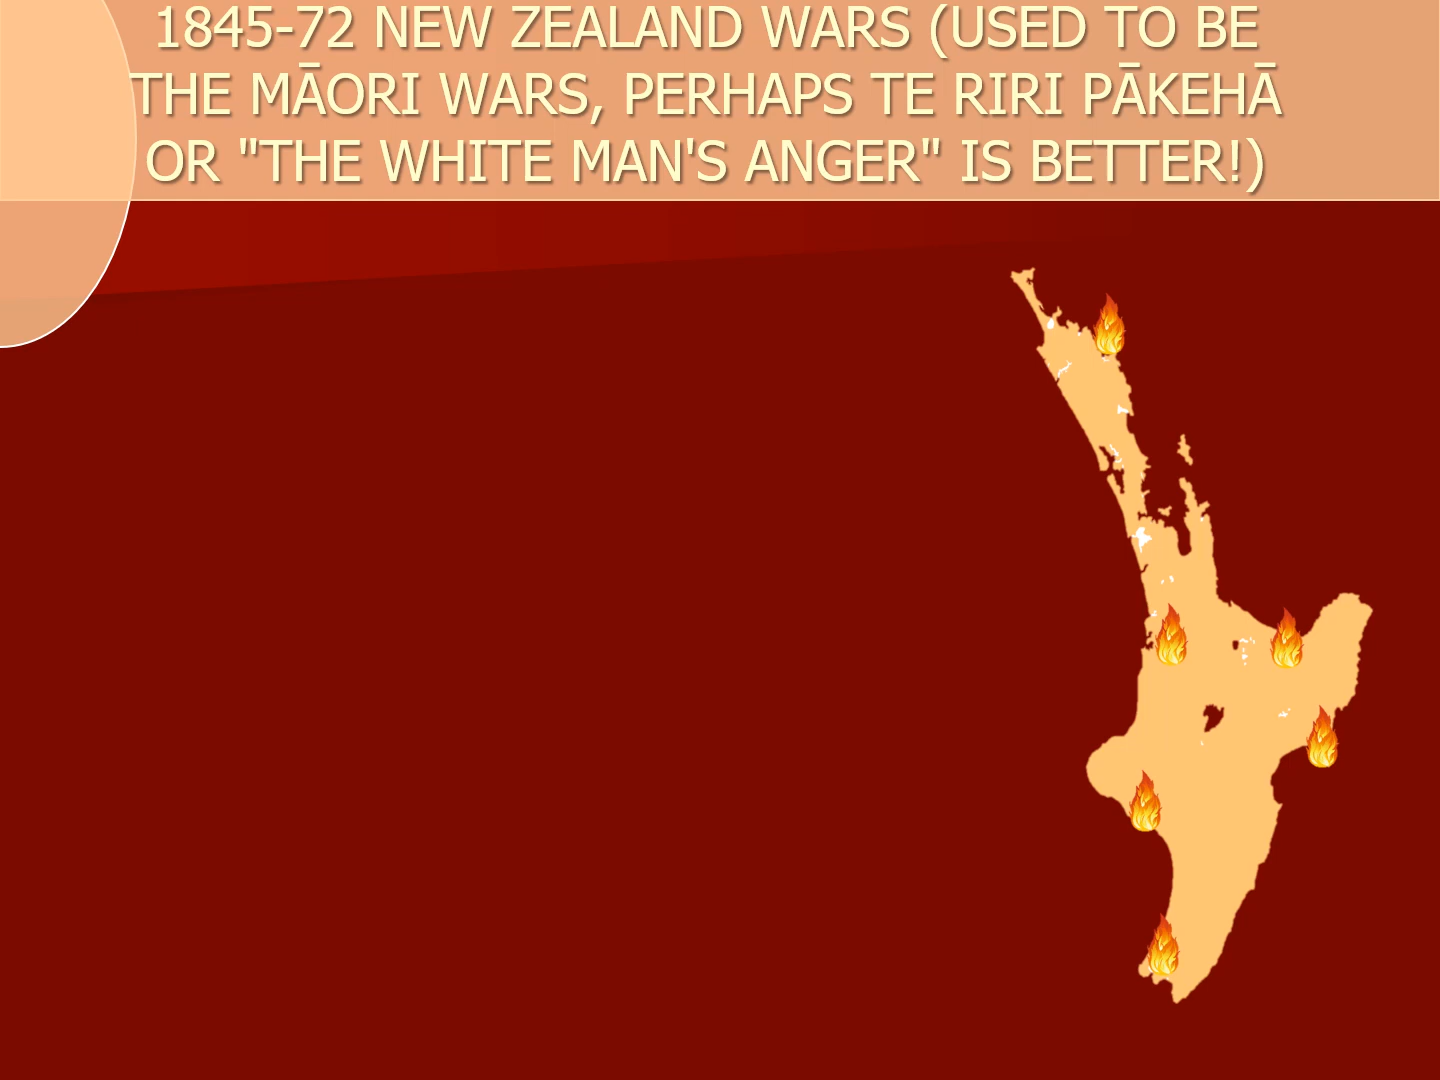 1845-72 NEW ZEALAND WARS (USED TO BE
THE MĀORI WARS, PERHAPS TE RIRI PĀKEHĀ
OR "THE WHITE MAN'S ANGER" IS BETTER!)